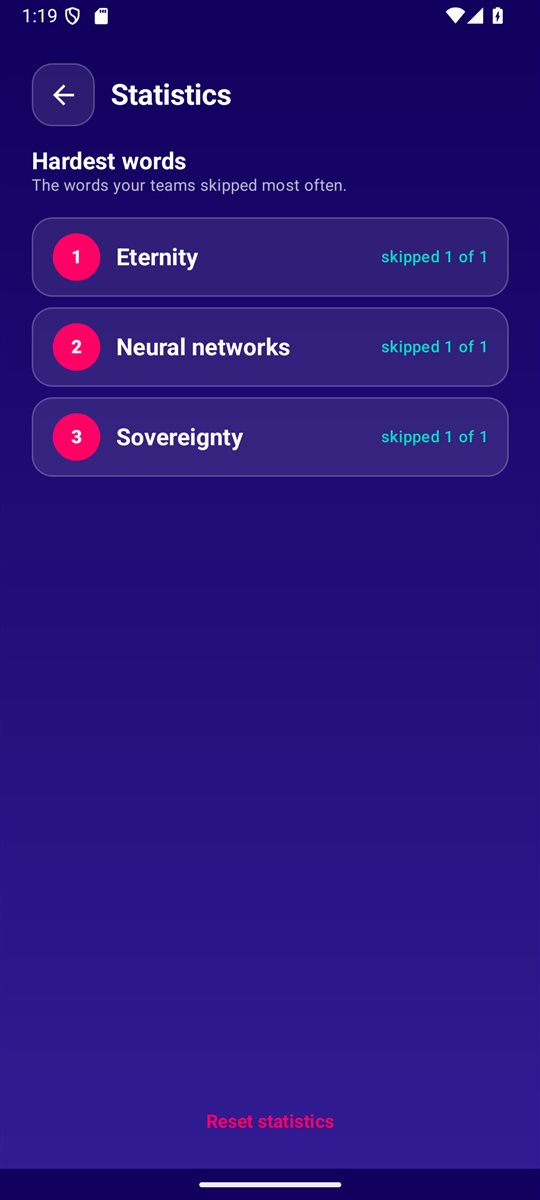 1:19
Statistics
Hardest words
The words your teams skipped most often.
1 Eternity skipped 1 of 1
2 Neural networks skipped 1 of 1
3 Sovereignty skipped 1 of 1
Reset statistics